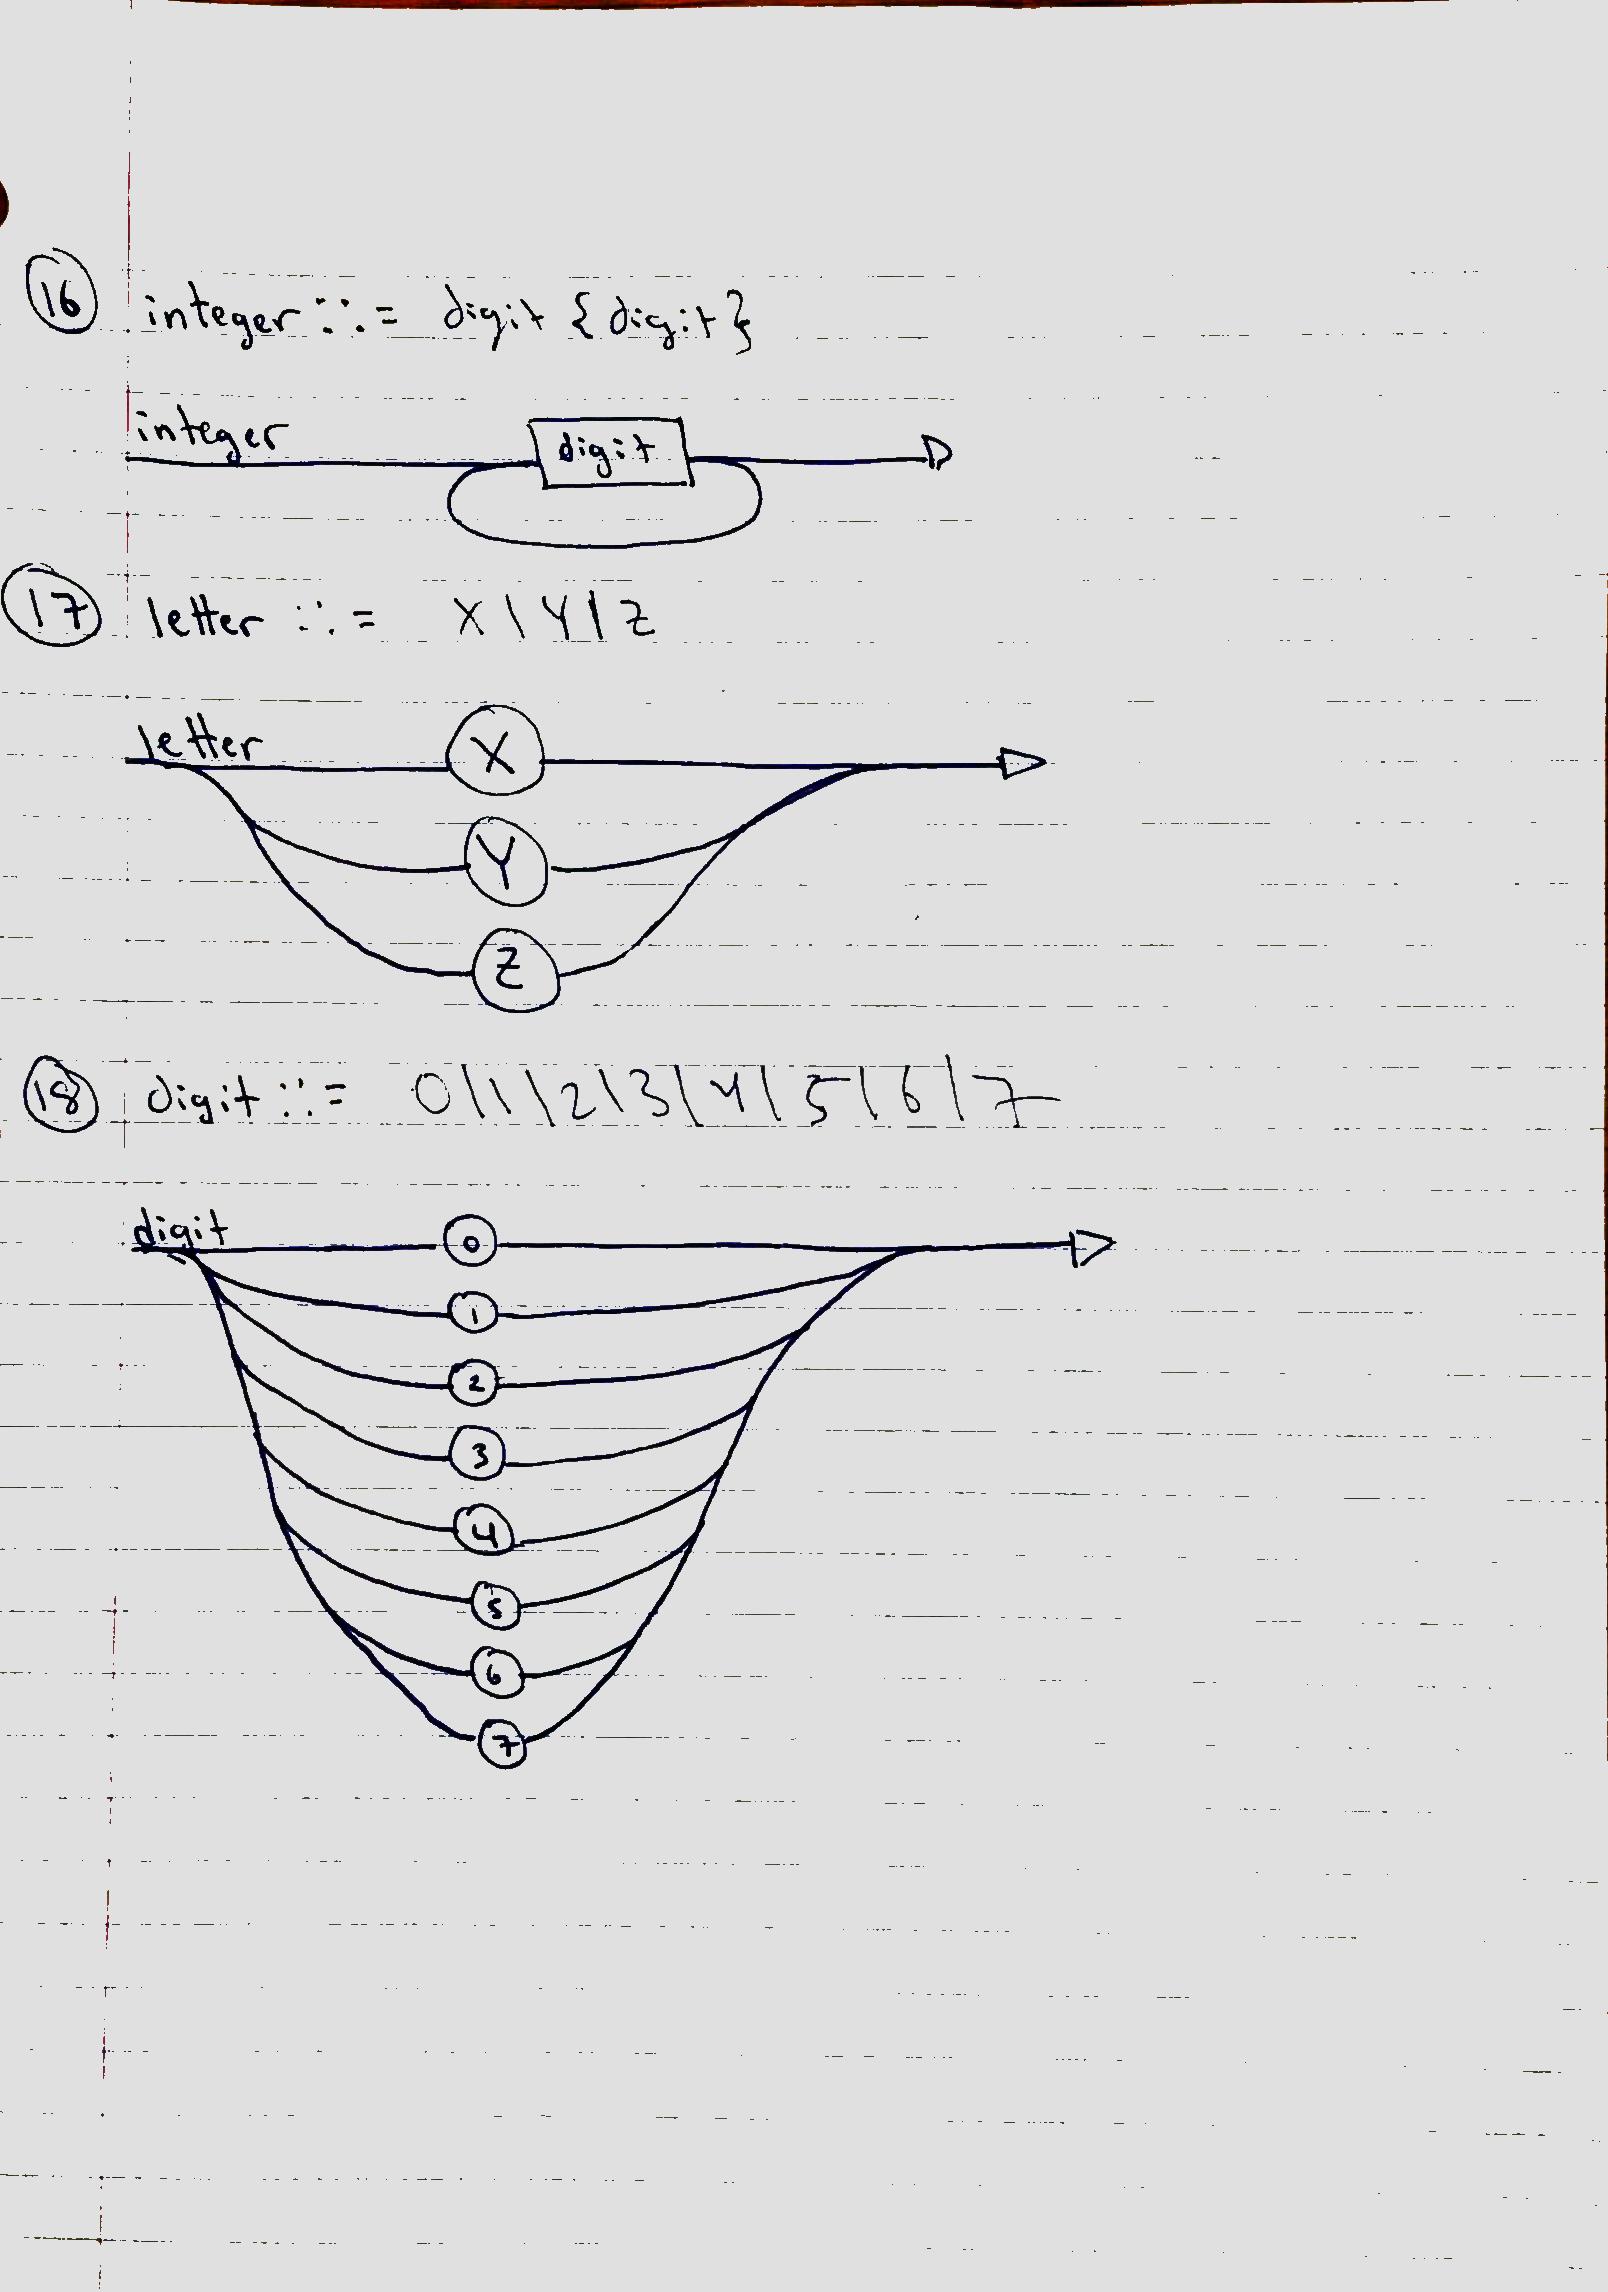 16 integer ::= digit {digit}
integer
digit
17 letter ::= X | Y | Z
letter
X
Y
Z
18 digit ::= 0 | 1 | 2 | 3 | 4 | 5 | 6 | 7
digit
0
1
2
3
4
5
6
7